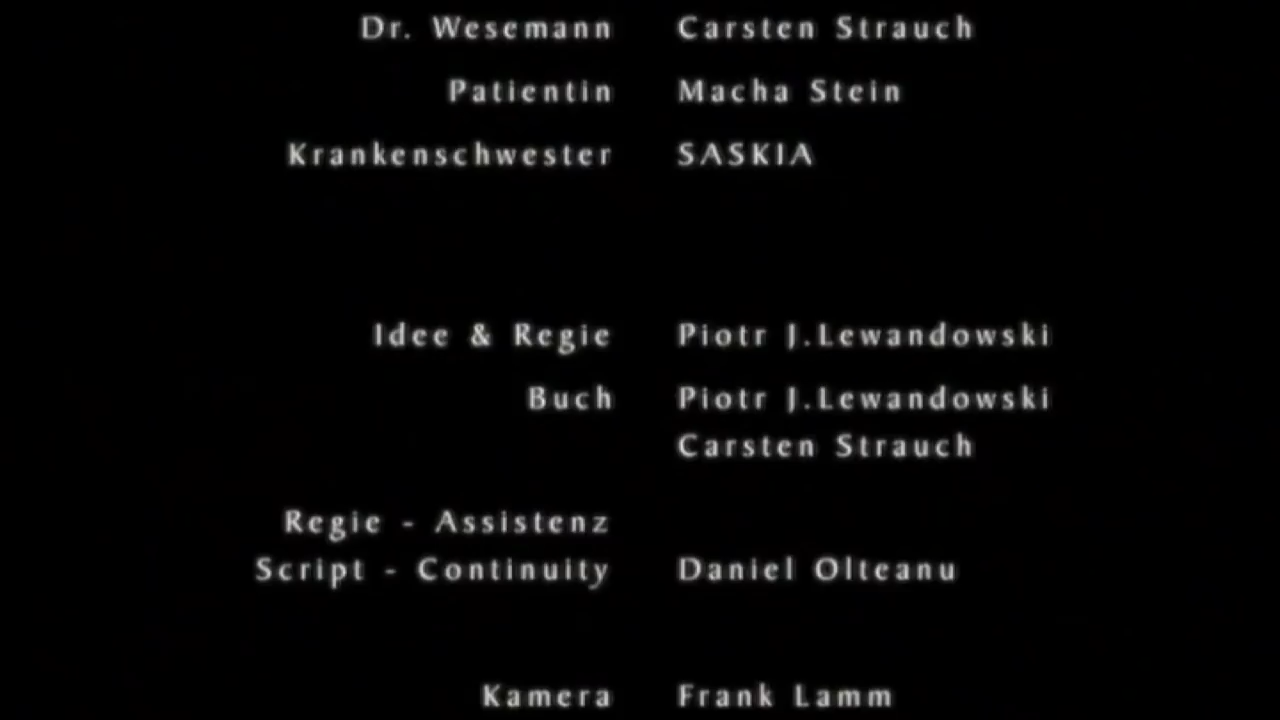 Dr. Wesemann Carsten Strauch
Patientin Macha Stein
Krankenschwester SASKIA
Idee & Regie Piotr J.Lewandowski
Buch Piotr J.Lewandowski
Carsten Strauch
Regie - Assistenz
Script - Continuity Daniel Olteanu
Kamera Frank Lamm